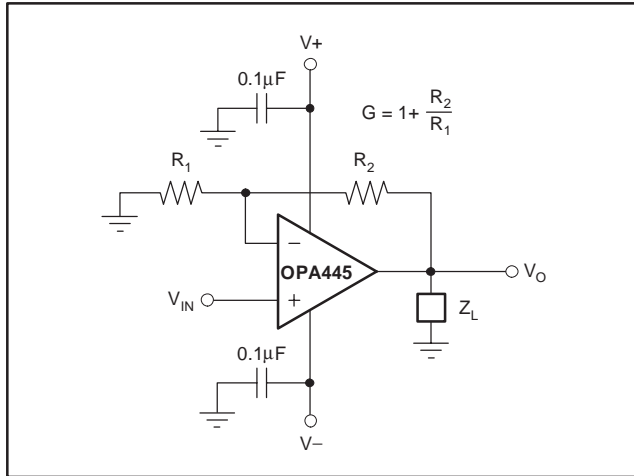 V+
0.1μF
G = 1 + R2/R1
R1
R2
−
OPA445
VO
VIN
+
ZL
0.1μF
V−